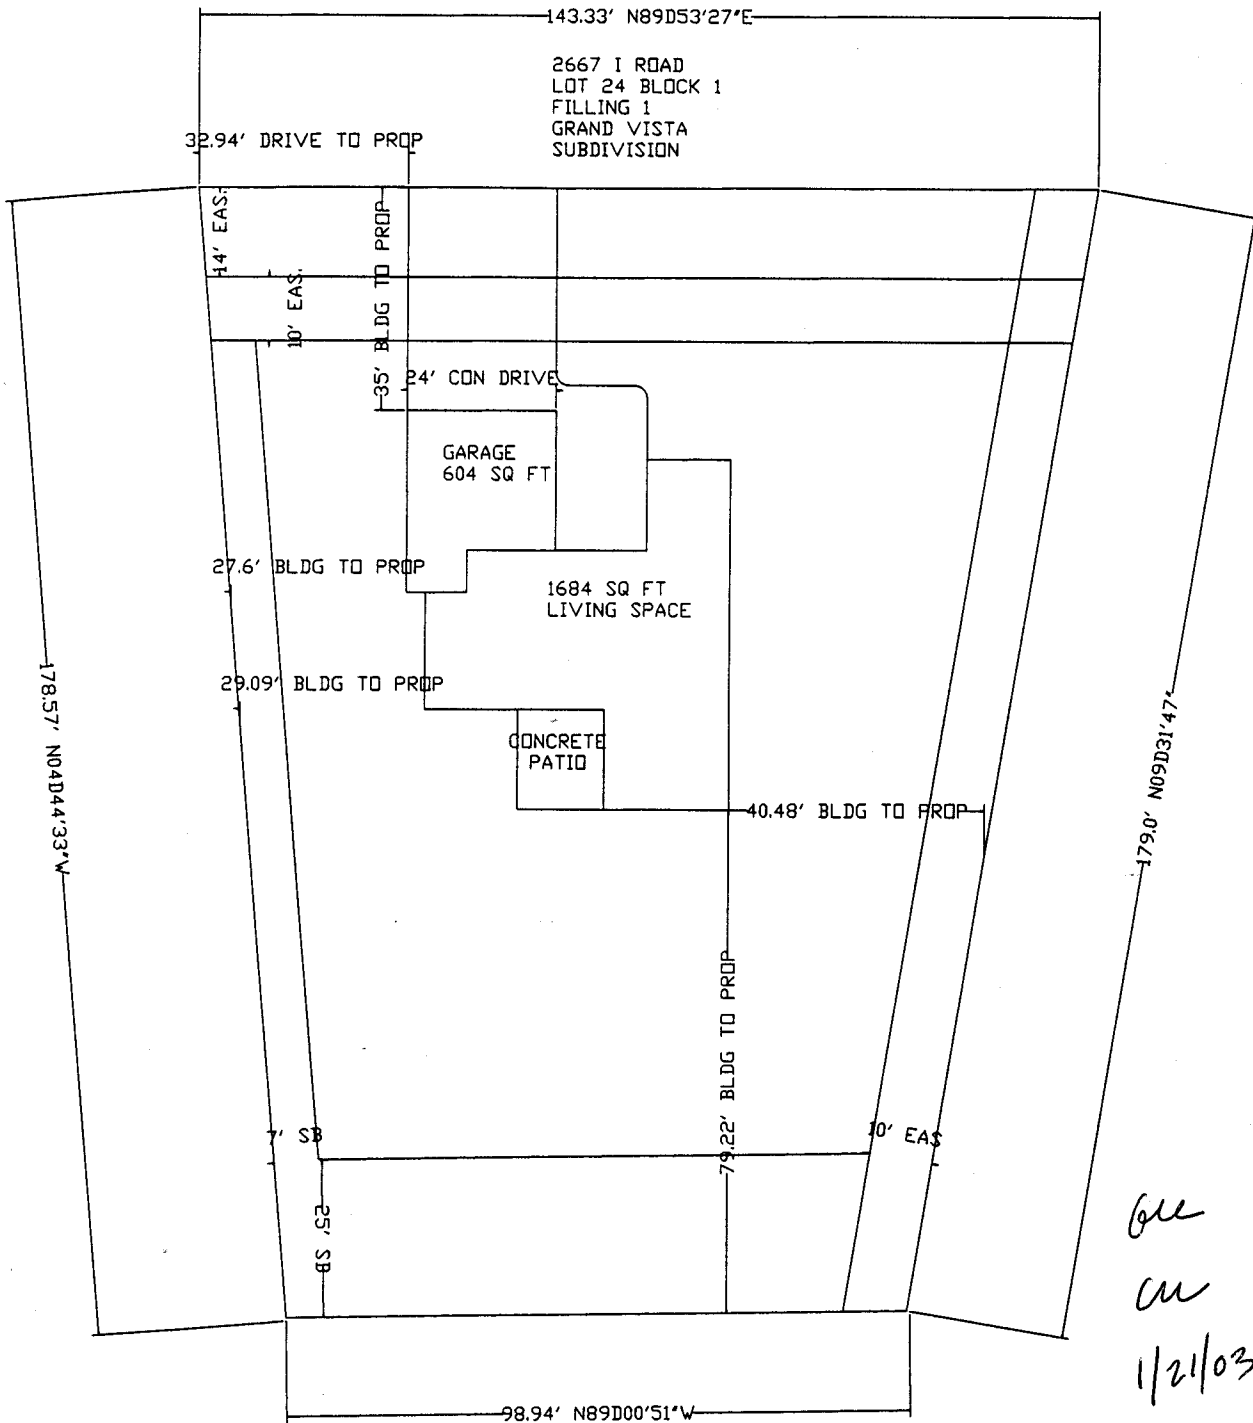 143.33' N89D53'27"E
2667 I ROAD
LOT 24 BLOCK 1
FILLING 1
GRAND VISTA
SUBDIVISION
32.94' DRIVE TO PROP
14' EAS.
10' EAS.
35' BLDG TO PROP
24' CON DRIVE
GARAGE
604 SQ FT
27.6' BLDG TO PROP
1684 SQ FT
LIVING SPACE
29.09' BLDG TO PROP
178.57' N04D44'33"W
CONCRETE
PATIO
179.0' N09D31'47"
40.48' BLDG TO PROP
79.22' BLDG TO PROP
7' SB
10' EAS
25' SB
1/21/03
98.94' N89D00'51"W